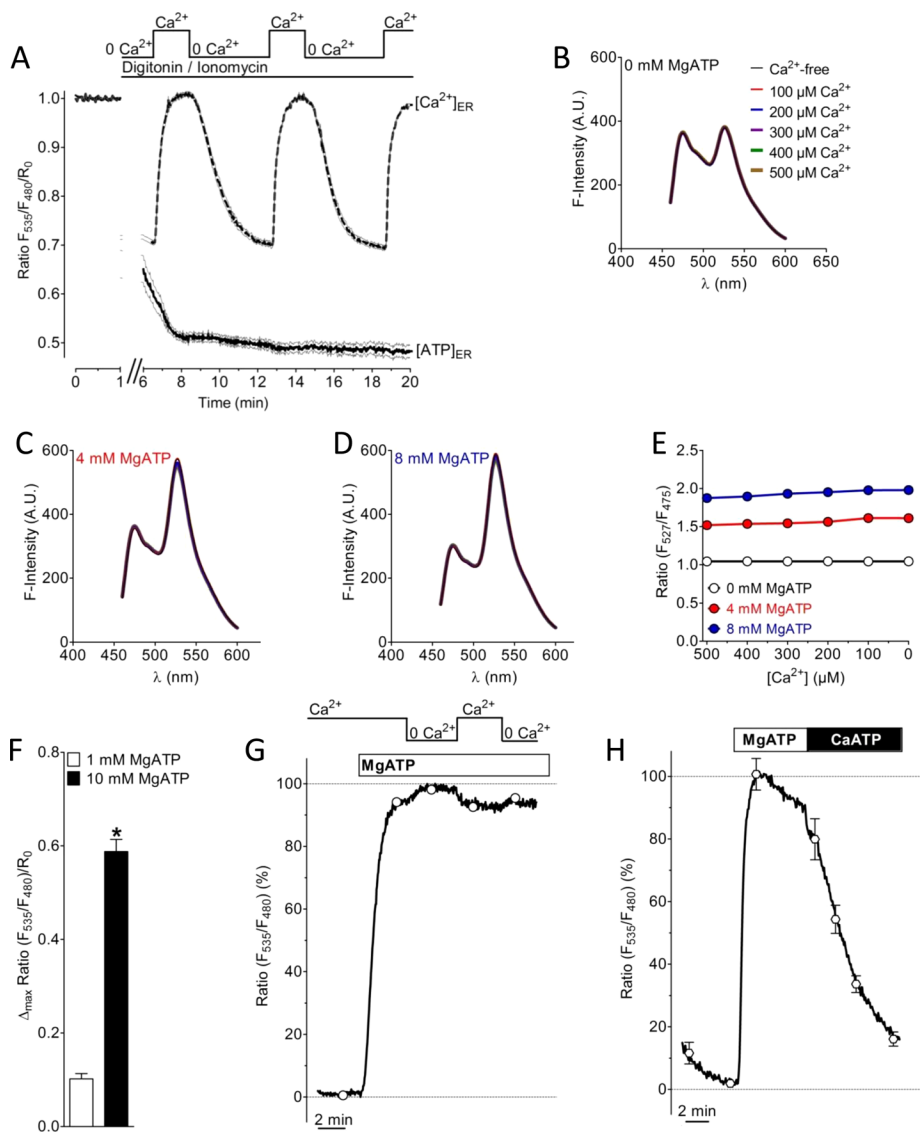 A
Ca²⁺ Ca²⁺ Ca²⁺
0 Ca²⁺ 0 Ca²⁺ 0 Ca²⁺
Digitonin / Ionomycin
Ratio F₅₃₅/F₄₈₀/R₀
1.0
0.9
0.8
0.7
0.6
0.5
[Ca²⁺]ER
[ATP]ER
0 1 6 8 10 12 14 16 18 20
Time (min)
B
0 mM MgATP
Ca²⁺-free
100 µM Ca²⁺
200 µM Ca²⁺
300 µM Ca²⁺
400 µM Ca²⁺
500 µM Ca²⁺
F-Intensity (A.U.)
600
400
200
0
400 450 500 550 600 650
λ (nm)
C
4 mM MgATP
F-Intensity (A.U.)
600
400
200
0
400 450 500 550 600
λ (nm)
D
8 mM MgATP
F-Intensity (A.U.)
600
400
200
0
400 450 500 550 600
λ (nm)
E
Ratio (F₅₂₇/F₄₇₅)
2.5
2.0
1.5
1.0
0.5
0.0
0 mM MgATP
4 mM MgATP
8 mM MgATP
500 400 300 200 100 0
[Ca²⁺] (µM)
F
1 mM MgATP
10 mM MgATP
Δmax Ratio (F₅₃₅/F₄₈₀)/R₀
0.8
0.6
0.4
0.2
0.0
*
G
Ca²⁺ Ca²⁺
0 Ca²⁺ 0 Ca²⁺
MgATP
Ratio (F₅₃₅/F₄₈₀) (%)
100
80
60
40
20
0
2 min
H
MgATP CaATP
Ratio (F₅₃₅/F₄₈₀) (%)
100
80
60
40
20
0
2 min